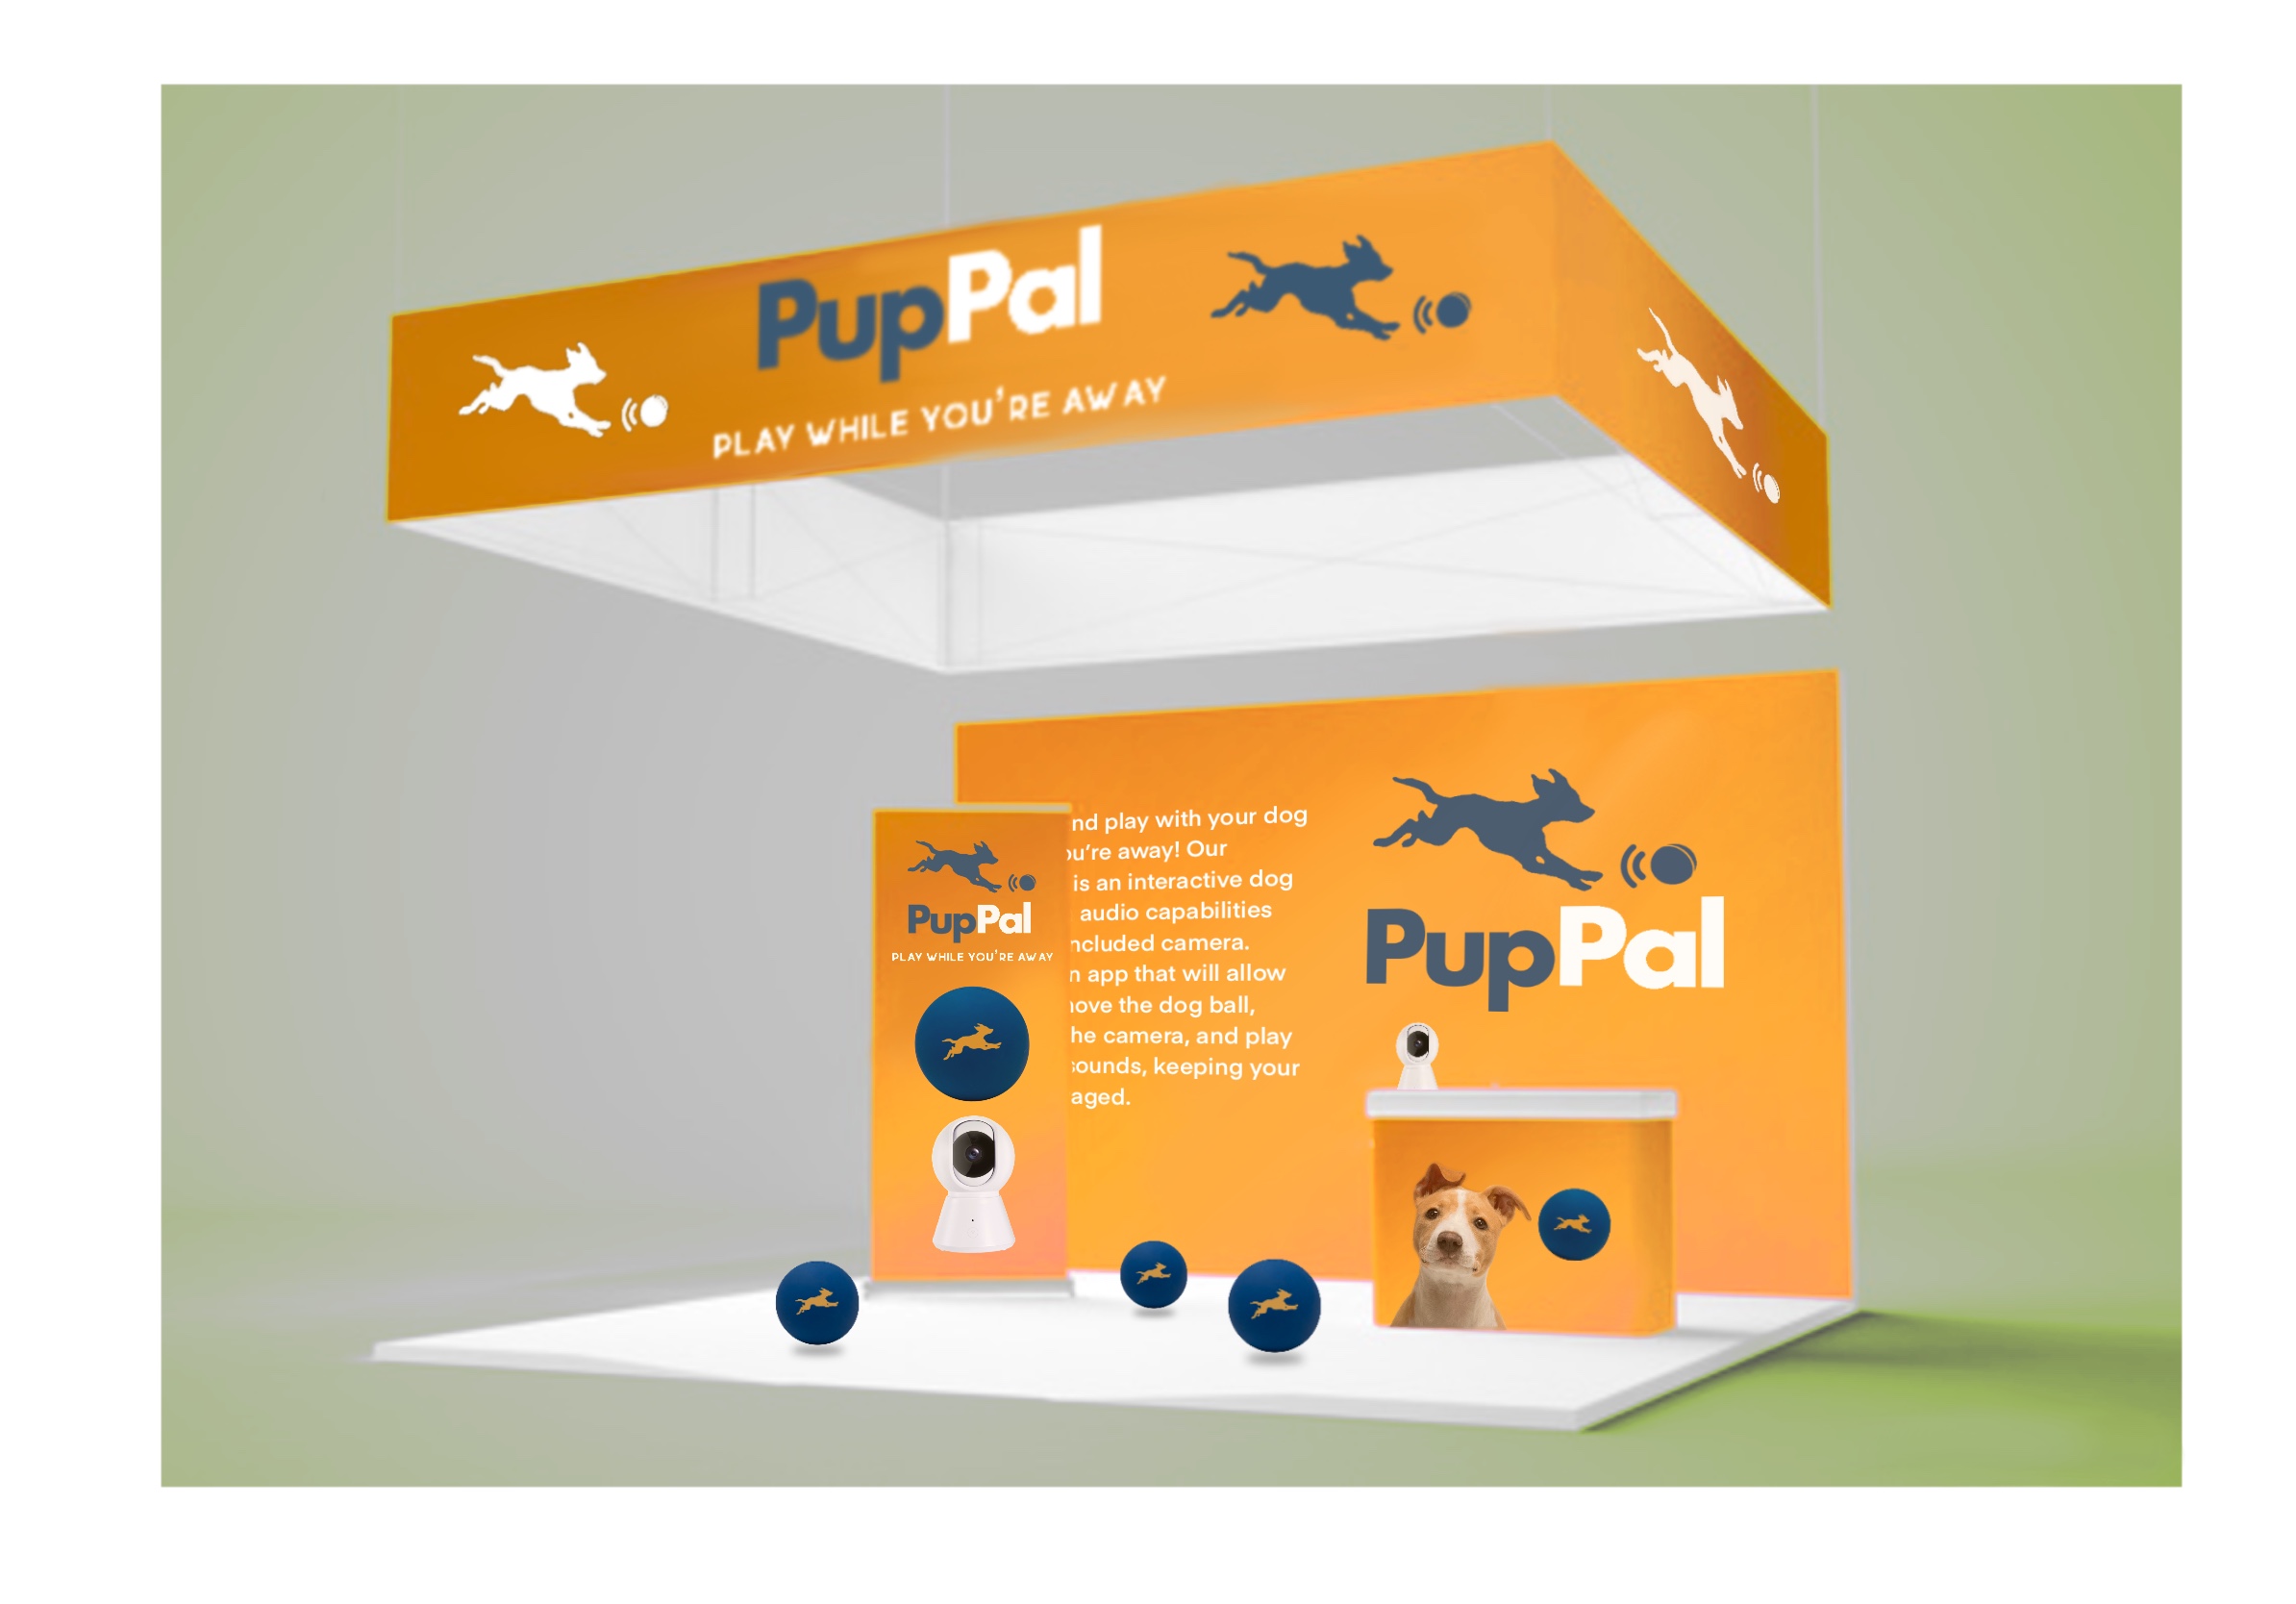 PupPal
PLAY WHILE YOU'RE AWAY
nd play with your dog
ou're away! Our
is an interactive dog
audio capabilities
ncluded camera.
n app that will allow
ove the dog ball,
he camera, and play
sounds, keeping your
aged.
PupPal
PLAY WHILE YOU'RE AWAY
PupPal